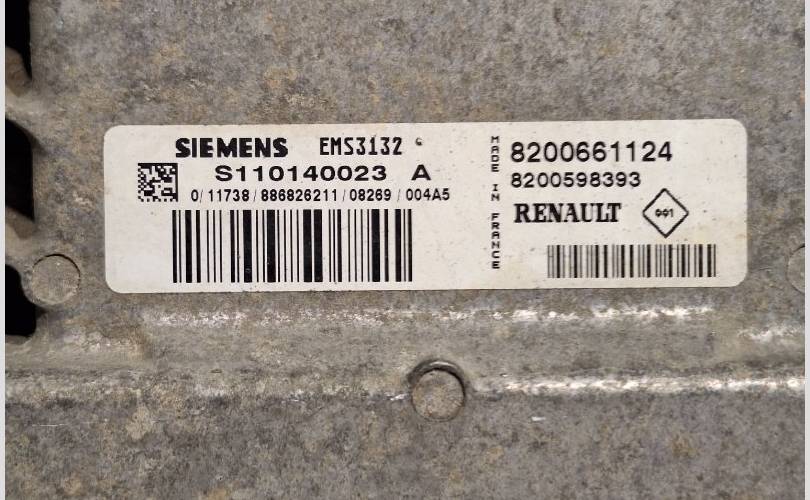 SIEMENS EMS3132
S110140023 A
0/11738/886826211/08269/004A5
MADE IN FRANCE
8200661124
8200598393
RENAULT